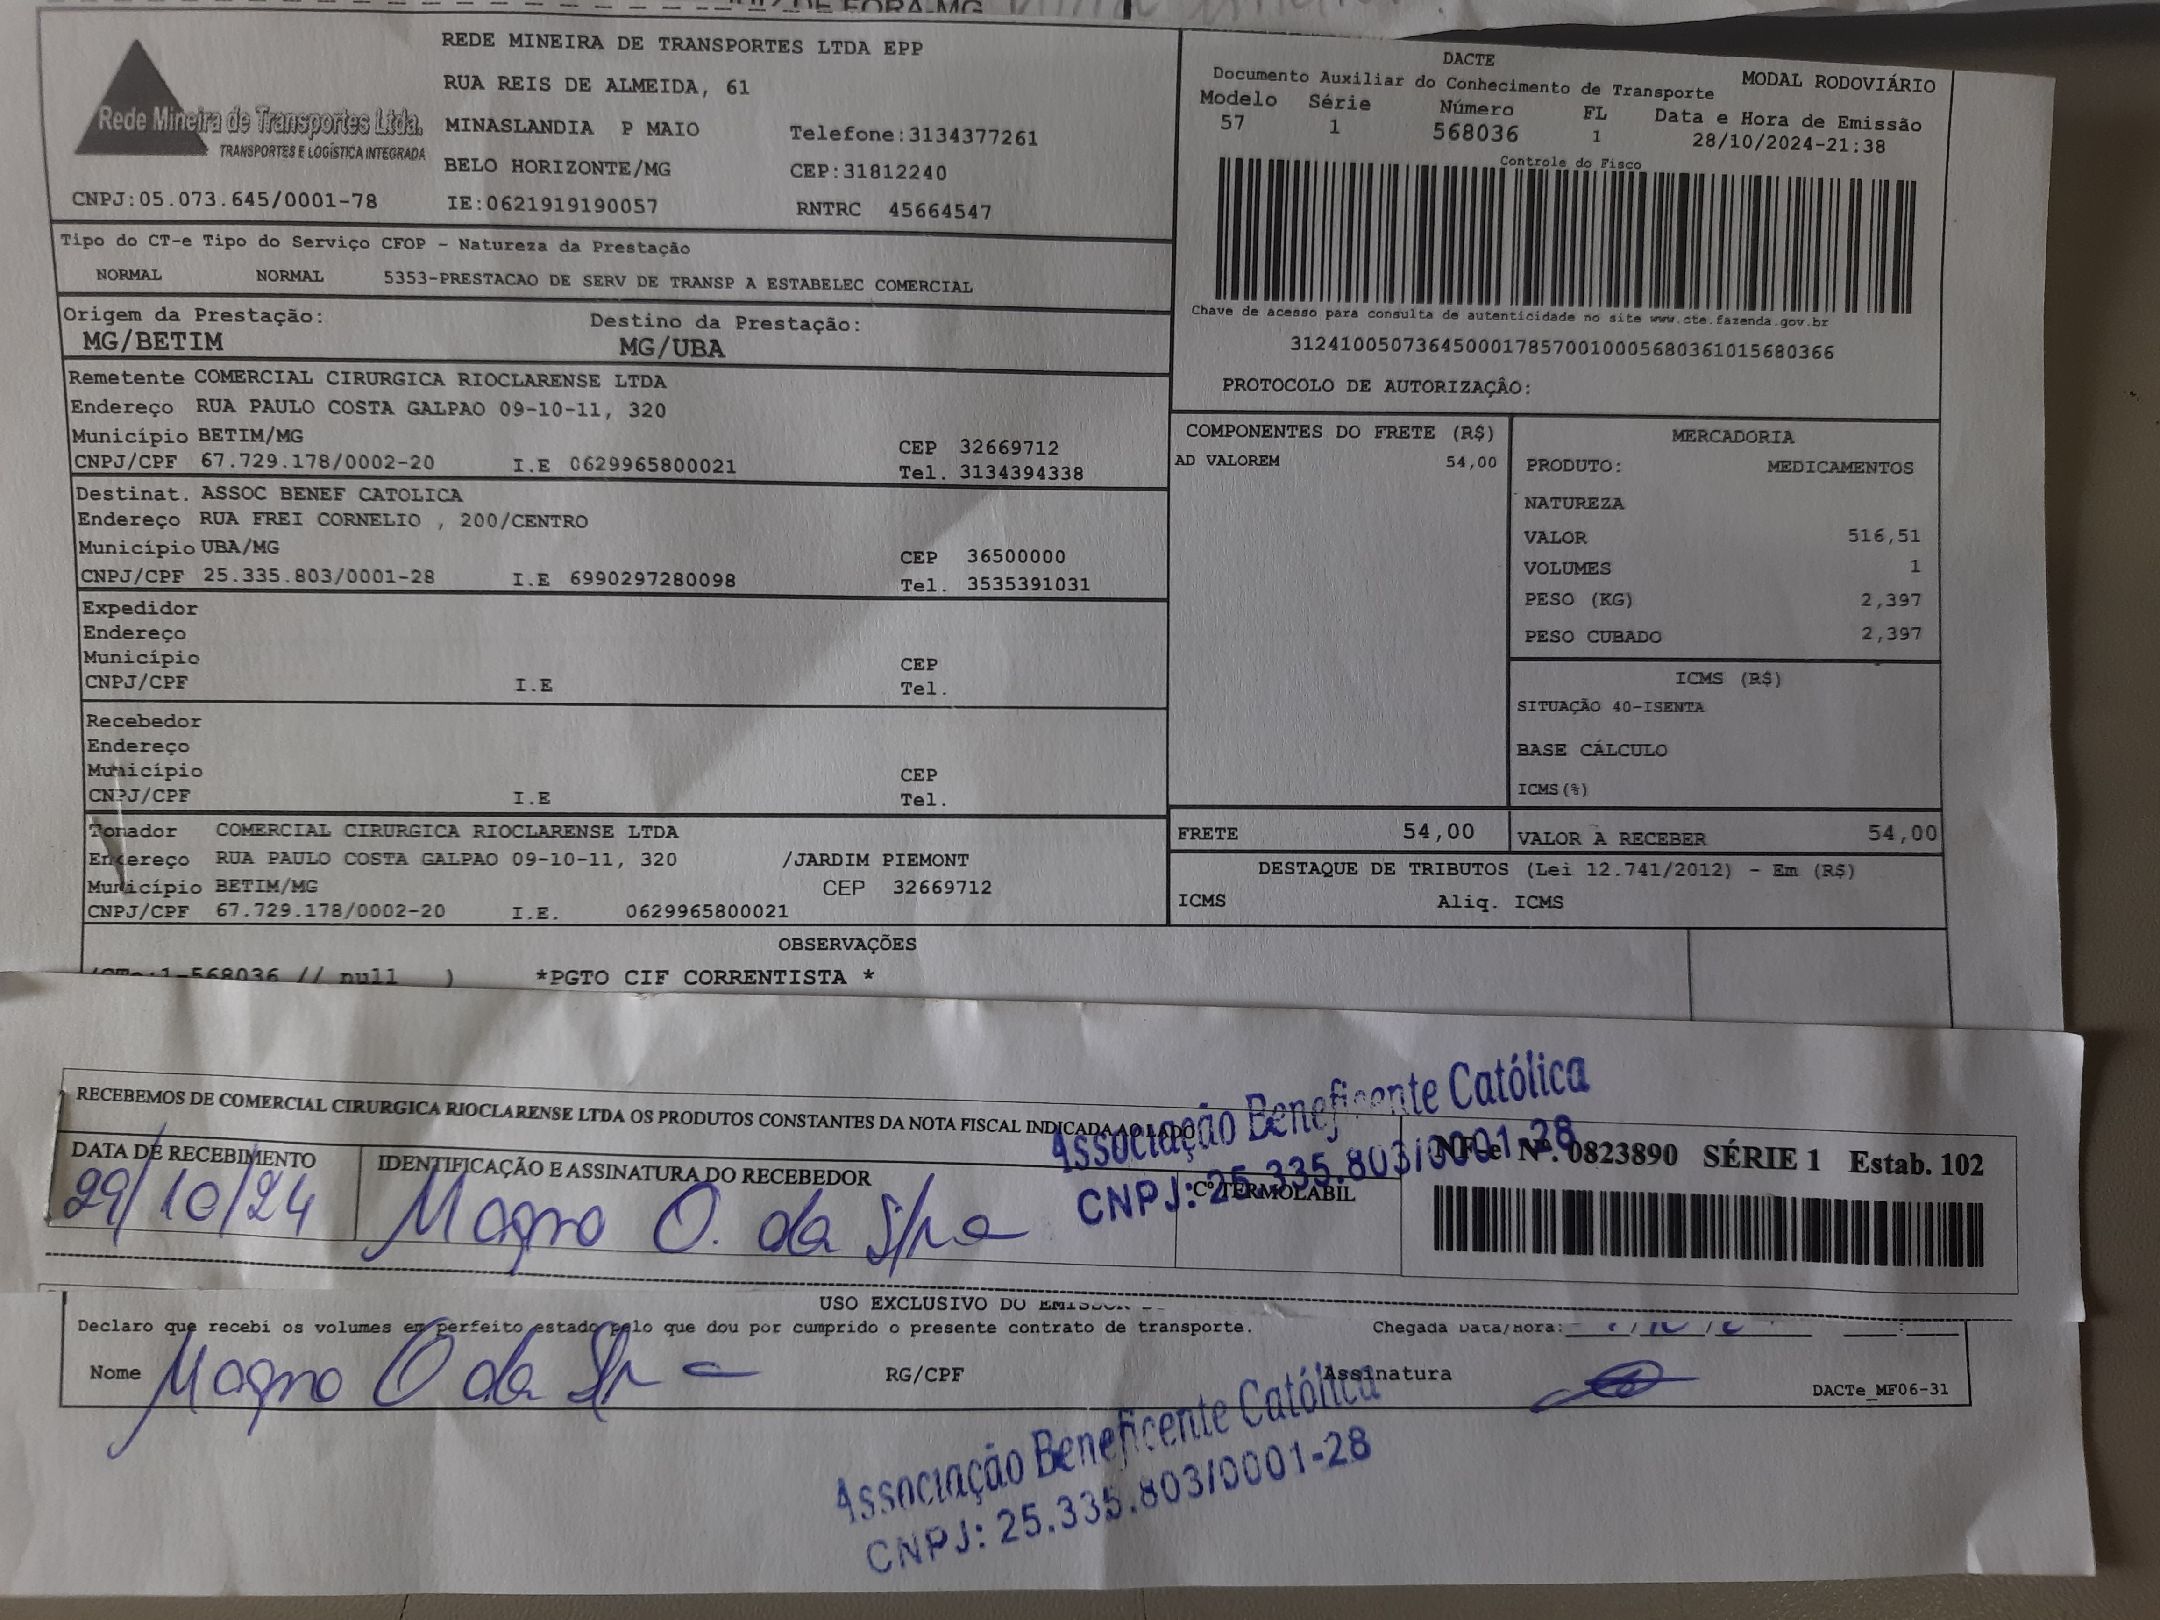 REDE MINEIRA DE TRANSPORTES LTDA EPP
RUA REIS DE ALMEIDA, 61
Rede Mineira de Transportes Ltda.
TRANSPORTES E LOGÍSTICA INTEGRADA
MINASLANDIA P MAIO Telefone:3134377261
BELO HORIZONTE/MG CEP:31812240
CNPJ:05.073.645/0001-78 IE:0621919190057 RNTRC 45664547
DACTE
Documento Auxiliar do Conhecimento de Transporte MODAL RODOVIÁRIO
Modelo Série Número FL Data e Hora de Emissão
57 1 568036 1 28/10/2024-21:38
Controle do Fisco
Chave de acesso para consulta de autenticidade no site www.cte.fazenda.gov.br
31241005073645000178570010005680361015680366
PROTOCOLO DE AUTORIZAÇÃO:
Tipo do CT-e Tipo do Serviço CFOP - Natureza da Prestação
NORMAL NORMAL 5353-PRESTACAO DE SERV DE TRANSP A ESTABELEC COMERCIAL
Origem da Prestação: Destino da Prestação:
MG/BETIM MG/UBA
Remetente COMERCIAL CIRURGICA RIOCLARENSE LTDA
Endereço RUA PAULO COSTA GALPAO 09-10-11, 320
Município BETIM/MG CEP 32669712
CNPJ/CPF 67.729.178/0002-20 I.E 0629965800021 Tel. 3134394338
Destinat. ASSOC BENEF CATOLICA
Endereço RUA FREI CORNELIO , 200/CENTRO
Município UBA/MG CEP 36500000
CNPJ/CPF 25.335.803/0001-28 I.E 6990297280098 Tel. 3535391031
Expedidor
Endereço
Município CEP
CNPJ/CPF I.E Tel.
Recebedor
Endereço
Município CEP
CNPJ/CPF I.E Tel.
Tomador COMERCIAL CIRURGICA RIOCLARENSE LTDA
Endereço RUA PAULO COSTA GALPAO 09-10-11, 320 /JARDIM PIEMONT
Município BETIM/MG CEP 32669712
CNPJ/CPF 67.729.178/0002-20 I.E. 0629965800021
COMPONENTES DO FRETE (R$)
AD VALOREM 54,00
MERCADORIA
PRODUTO: MEDICAMENTOS
NATUREZA
VALOR 516,51
VOLUMES 1
PESO (KG) 2,397
PESO CUBADO 2,397
ICMS (R$)
SITUAÇÃO 40-ISENTA
BASE CÁLCULO
ICMS(%)
FRETE 54,00 VALOR A RECEBER 54,00
DESTAQUE DE TRIBUTOS (Lei 12.741/2012) - Em (R$)
ICMS Aliq. ICMS
OBSERVAÇÕES
1-568036 // null ) *PGTO CIF CORRENTISTA *
RECEBEMOS DE COMERCIAL CIRURGICA RIOCLARENSE LTDA OS PRODUTOS CONSTANTES DA NOTA FISCAL INDICADA AO LADO
Associação Beneficente Católica
CNPJ: 25.335.803/0001-28
DATA DE RECEBIMENTO IDENTIFICAÇÃO E ASSINATURA DO RECEBEDOR Cº TERMOLÁBIL NF-e Nº. 0823890 SÉRIE 1 Estab. 102
29/10/24 Magno O. da Silva
USO EXCLUSIVO DO EMISSOR
Declaro que recebi os volumes em perfeito estado pelo que dou por cumprido o presente contrato de transporte. Chegada Data/Hora:
Nome Magno O da Silva RG/CPF Assinatura DACTe_MF06-31
Associação Beneficente Católica
CNPJ: 25.335.803/0001-28